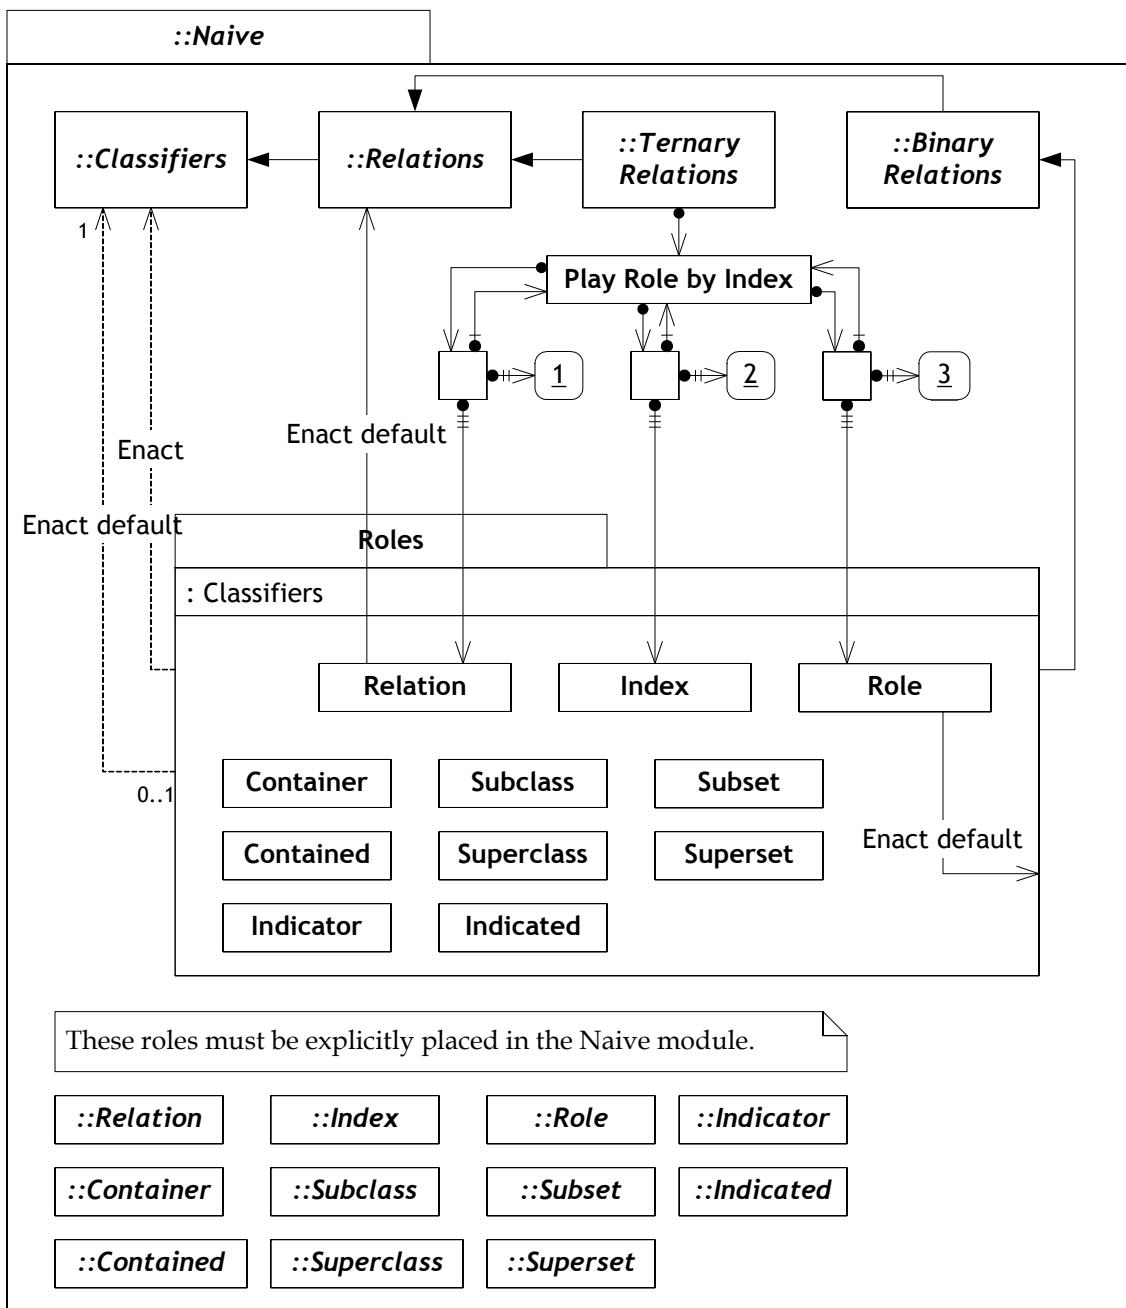 ::Naive
::Classifiers
::Relations
::Ternary
Relations
::Binary
Relations
1
Play Role by Index
1
2
3
Enact default
Enact
Enact default
Roles
: Classifiers
Relation
Index
Role
Container
Subclass
Subset
0..1
Contained
Superclass
Superset
Enact default
Indicator
Indicated
These roles must be explicitly placed in the Naive module.
::Relation
::Index
::Role
::Indicator
::Container
::Subclass
::Subset
::Indicated
::Contained
::Superclass
::Superset